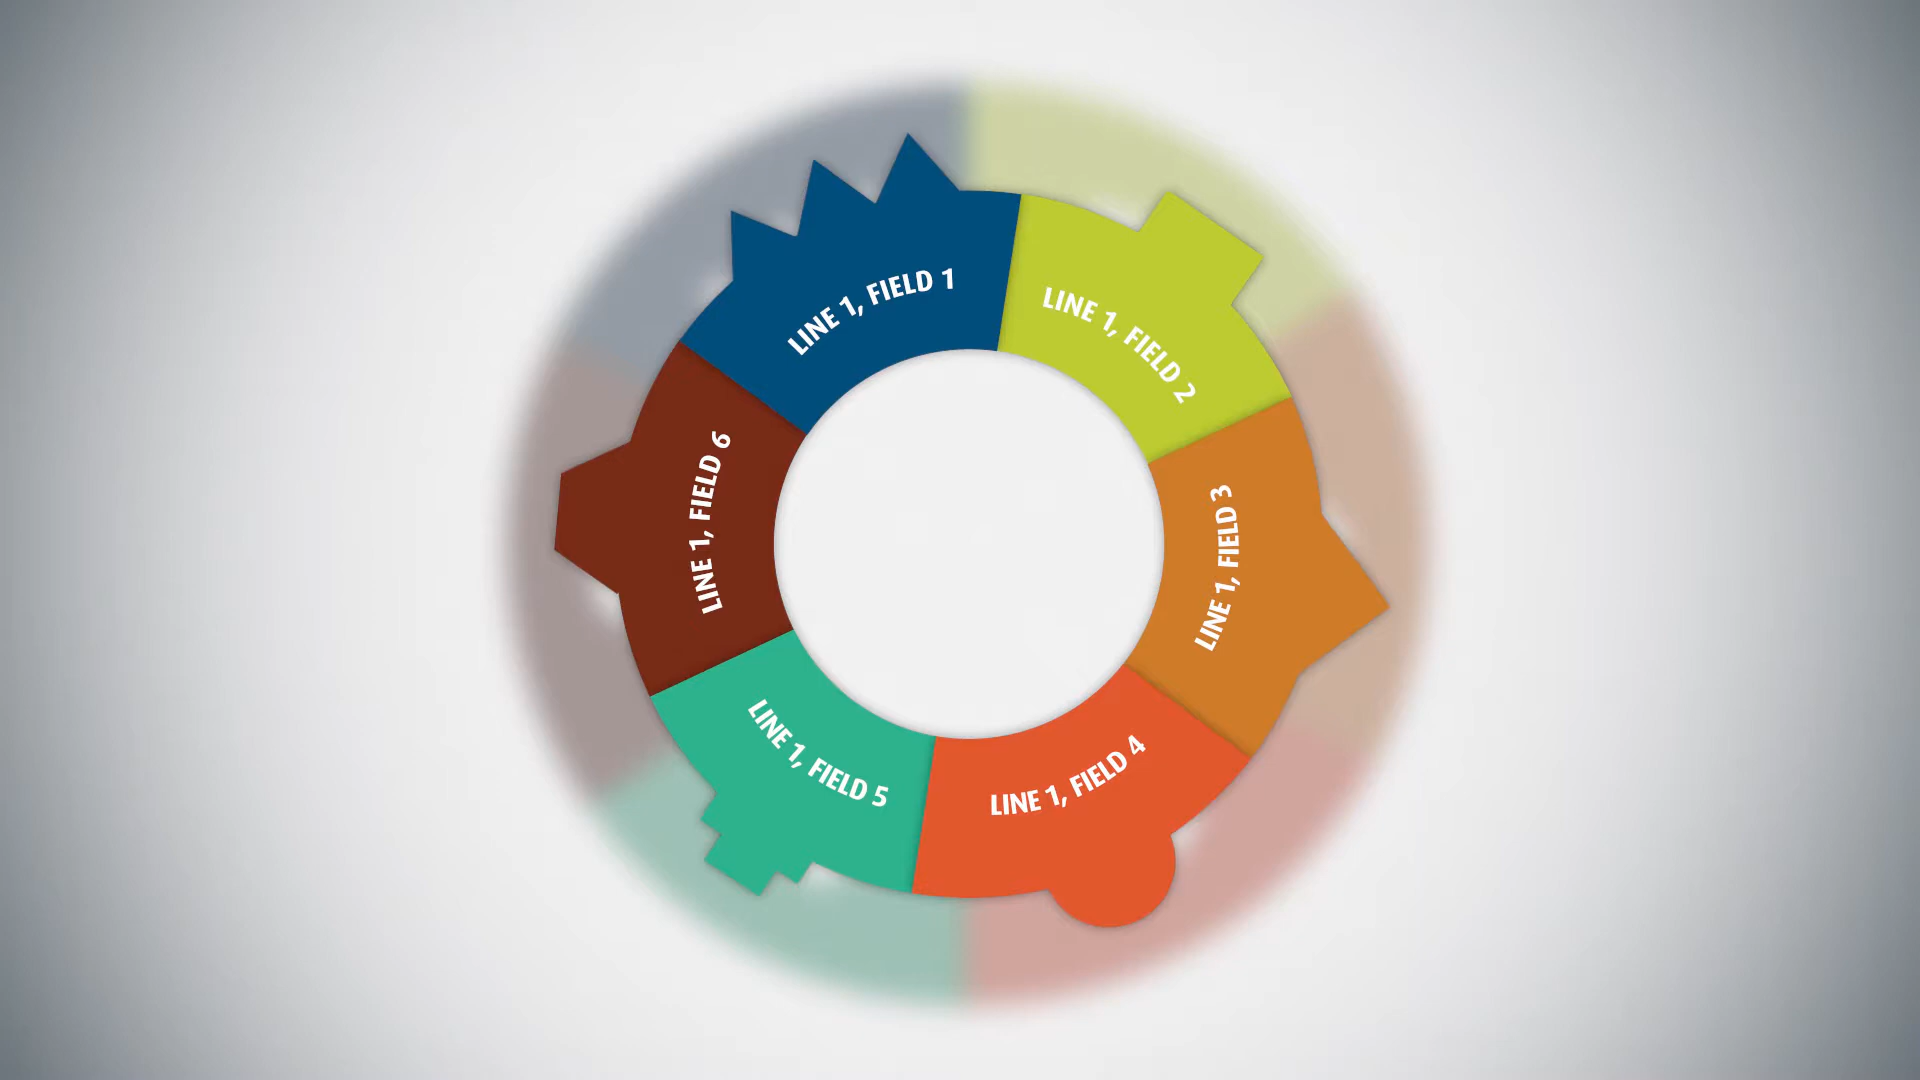 LINE 1, FIELD 1
LINE 1, FIELD 2
LINE 1, FIELD 3
LINE 1, FIELD 4
LINE 1, FIELD 5
LINE 1, FIELD 6